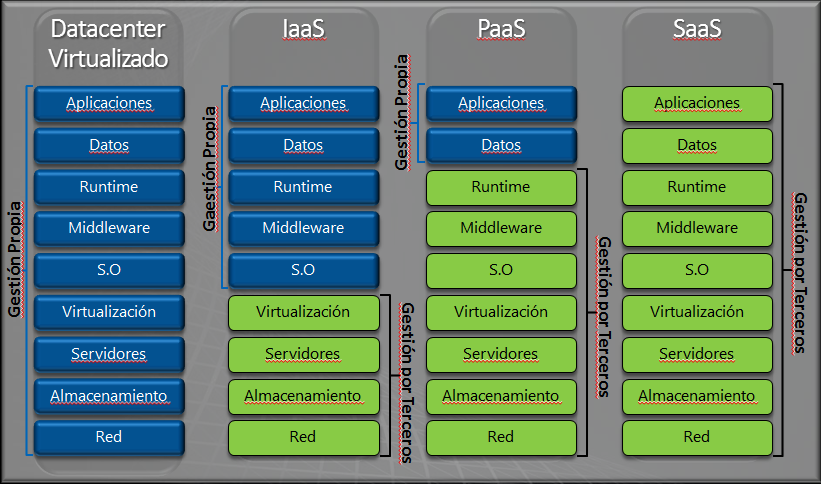 Datacenter
Virtualizado
Gestión Propia
Aplicaciones
Datos
Runtime
Middleware
S.O
Virtualización
Servidores
Almacenamiento
Red
IaaS
Gaestión Propia
Aplicaciones
Datos
Runtime
Middleware
S.O
Virtualización
Servidores
Almacenamiento
Red
Gestión por Terceros
PaaS
Gestión Propia
Aplicaciones
Datos
Runtime
Middleware
S.O
Virtualización
Servidores
Almacenamiento
Red
Gestión por Terceros
SaaS
Aplicaciones
Datos
Runtime
Middleware
S.O
Virtualización
Servidores
Almacenamiento
Red
Gestión por Terceros